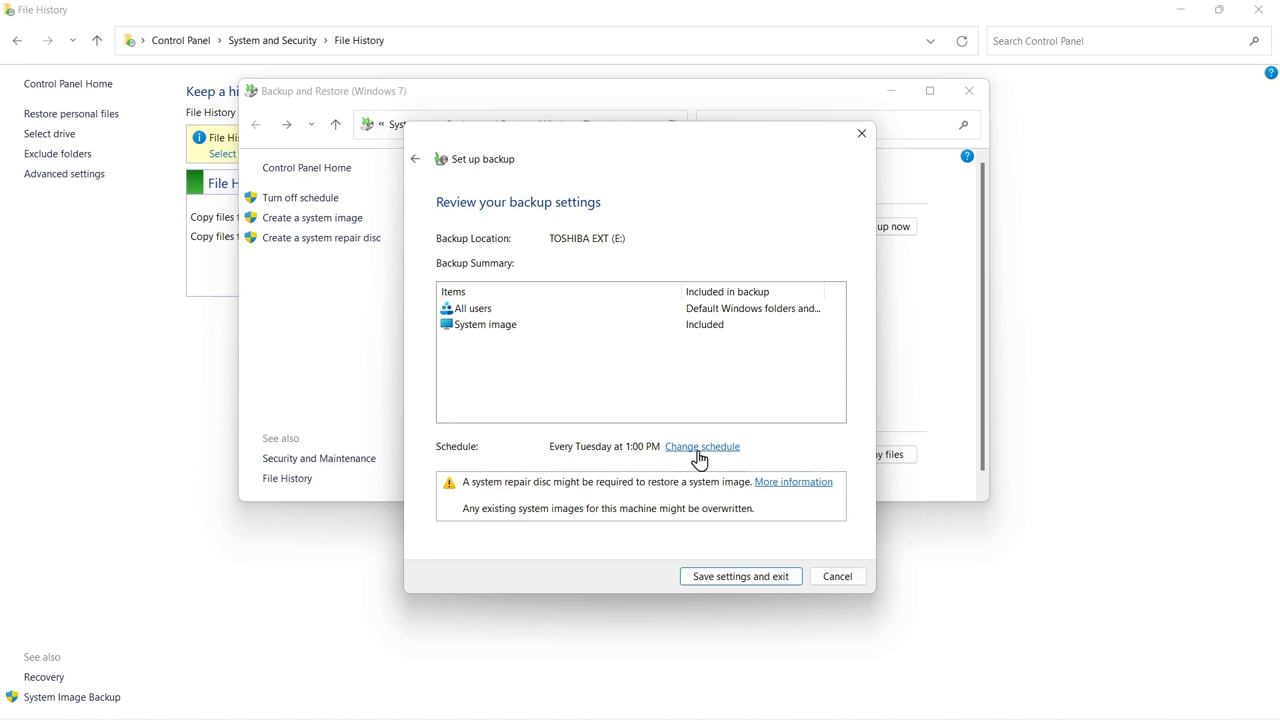 File History
Control Panel › System and Security › File History
Search Control Panel
Control Panel Home
Restore personal files
Select drive
Exclude folders
Advanced settings
See also
Recovery
System Image Backup
Keep a hi
File History
File His
Select
File H
Copy files t
Copy files t
Backup and Restore (Windows 7)
« Sys
Control Panel Home
Turn off schedule
Create a system image
Create a system repair disc
See also
Security and Maintenance
File History
up now
y files
Set up backup
Review your backup settings
Backup Location: TOSHIBA EXT (E:)
Backup Summary:
Items Included in backup
All users Default Windows folders and...
System image Included
Schedule: Every Tuesday at 1:00 PM Change schedule
A system repair disc might be required to restore a system image. More information
Any existing system images for this machine might be overwritten.
Save settings and exit Cancel